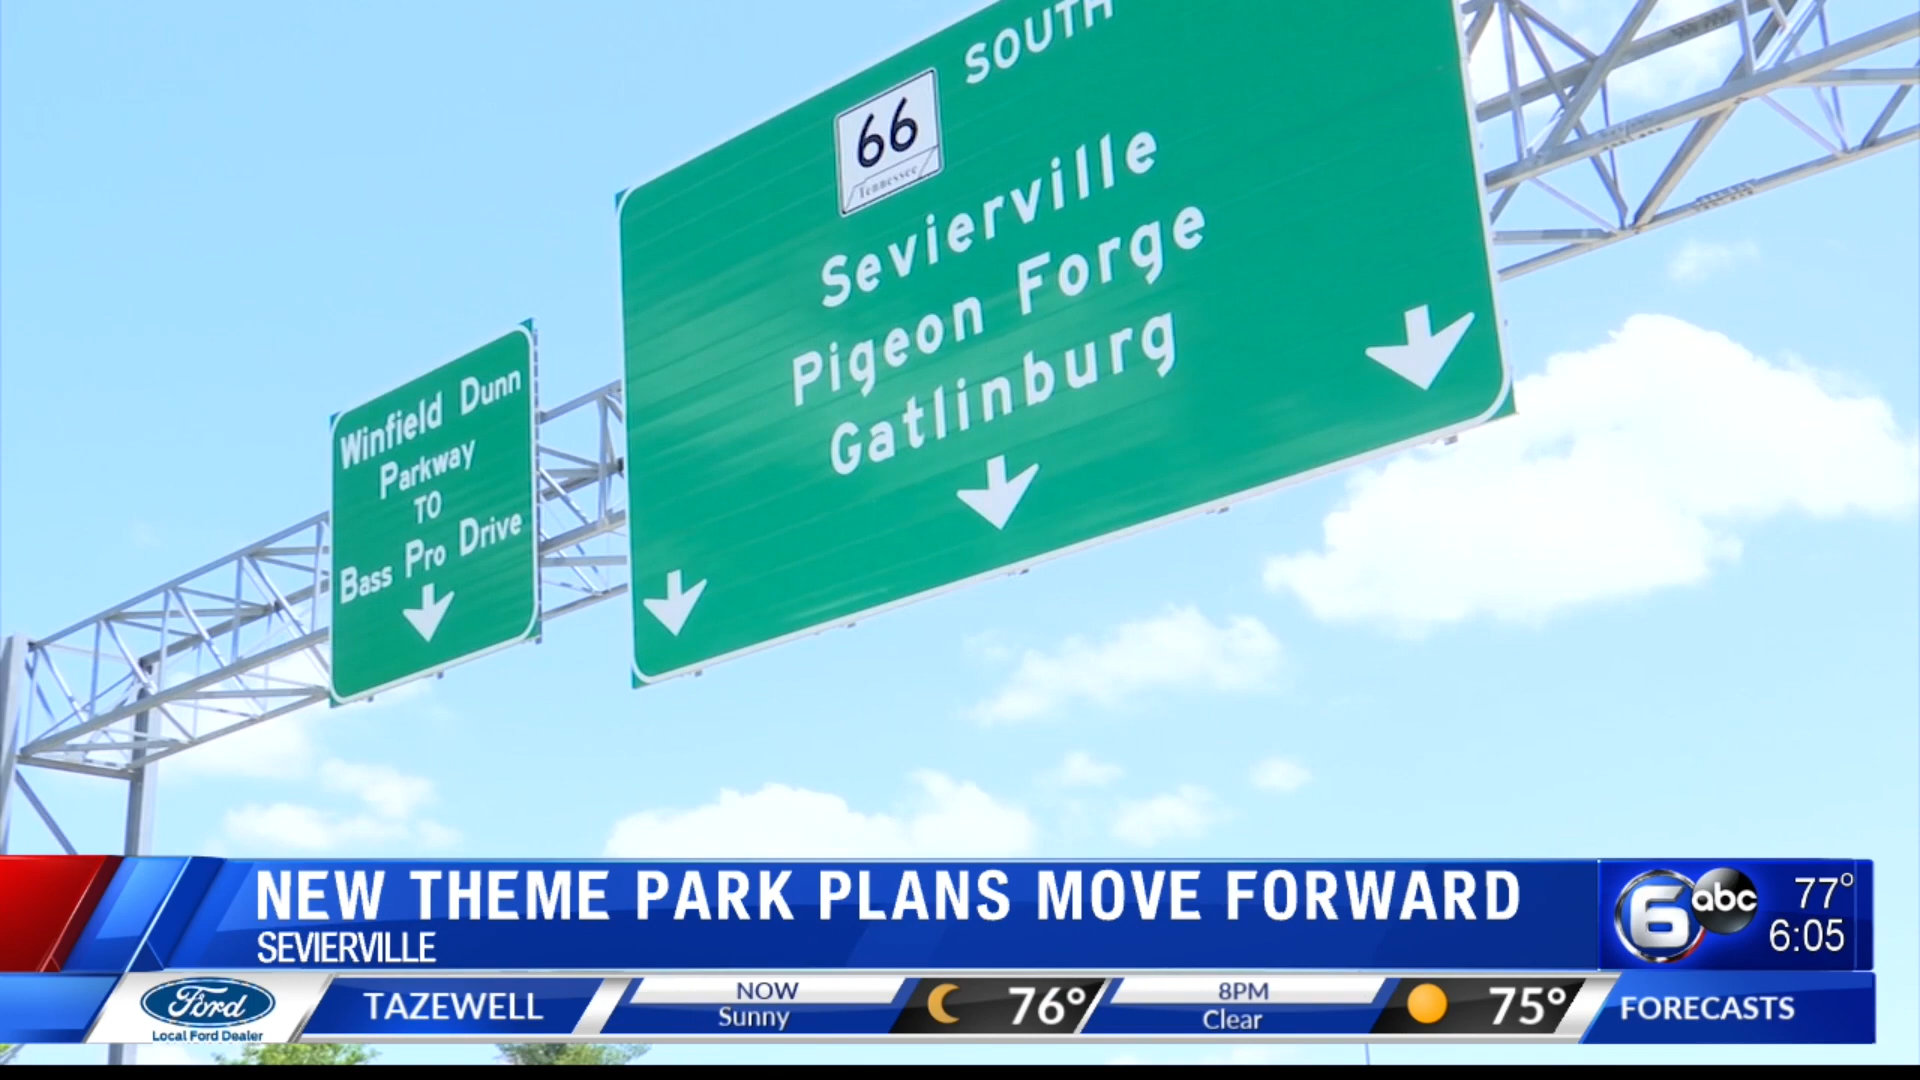 SOUTH
66
Tennessee
Sevierville
Pigeon Forge
Gatlinburg
Winfield Dunn
Parkway
TO
Bass Pro Drive
NEW THEME PARK PLANS MOVE FORWARD
SEVIERVILLE
6 abc
77°
6:05
Ford
Local Ford Dealer
TAZEWELL
NOW
Sunny
76°
8PM
Clear
75°
FORECASTS